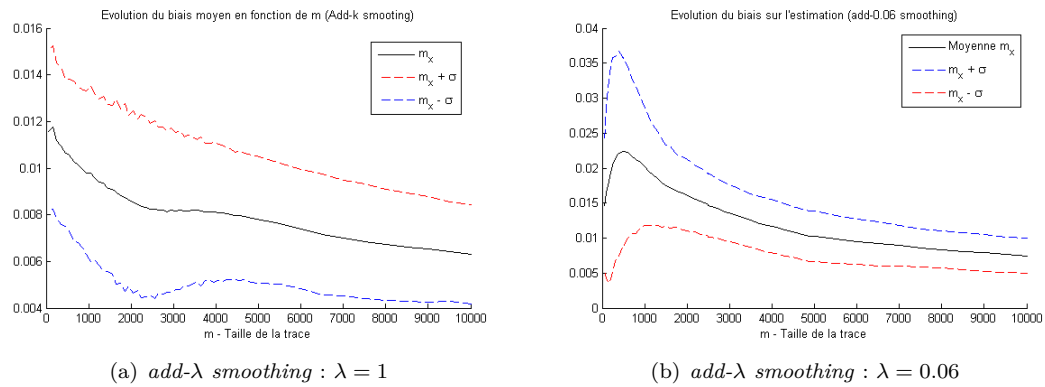 Evolution du biais moyen en fonction de m (Add-k smooting)
0.016
0.014
0.012
0.01
0.008
0.006
0.004
m_x
m_x + σ
m_x - σ
0 1000 2000 3000 4000 5000 6000 7000 8000 9000 10000
m - Taille de la trace
(a) add-λ smoothing : λ = 1
Evolution du biais sur l'estimation (add-0.06 smoothing)
0.04
0.035
0.03
0.025
0.02
0.015
0.01
0.005
0
Moyenne m_x
m_x + σ
m_x - σ
0 1000 2000 3000 4000 5000 6000 7000 8000 9000 10000
m - Taille de la trace
(b) add-λ smoothing : λ = 0.06